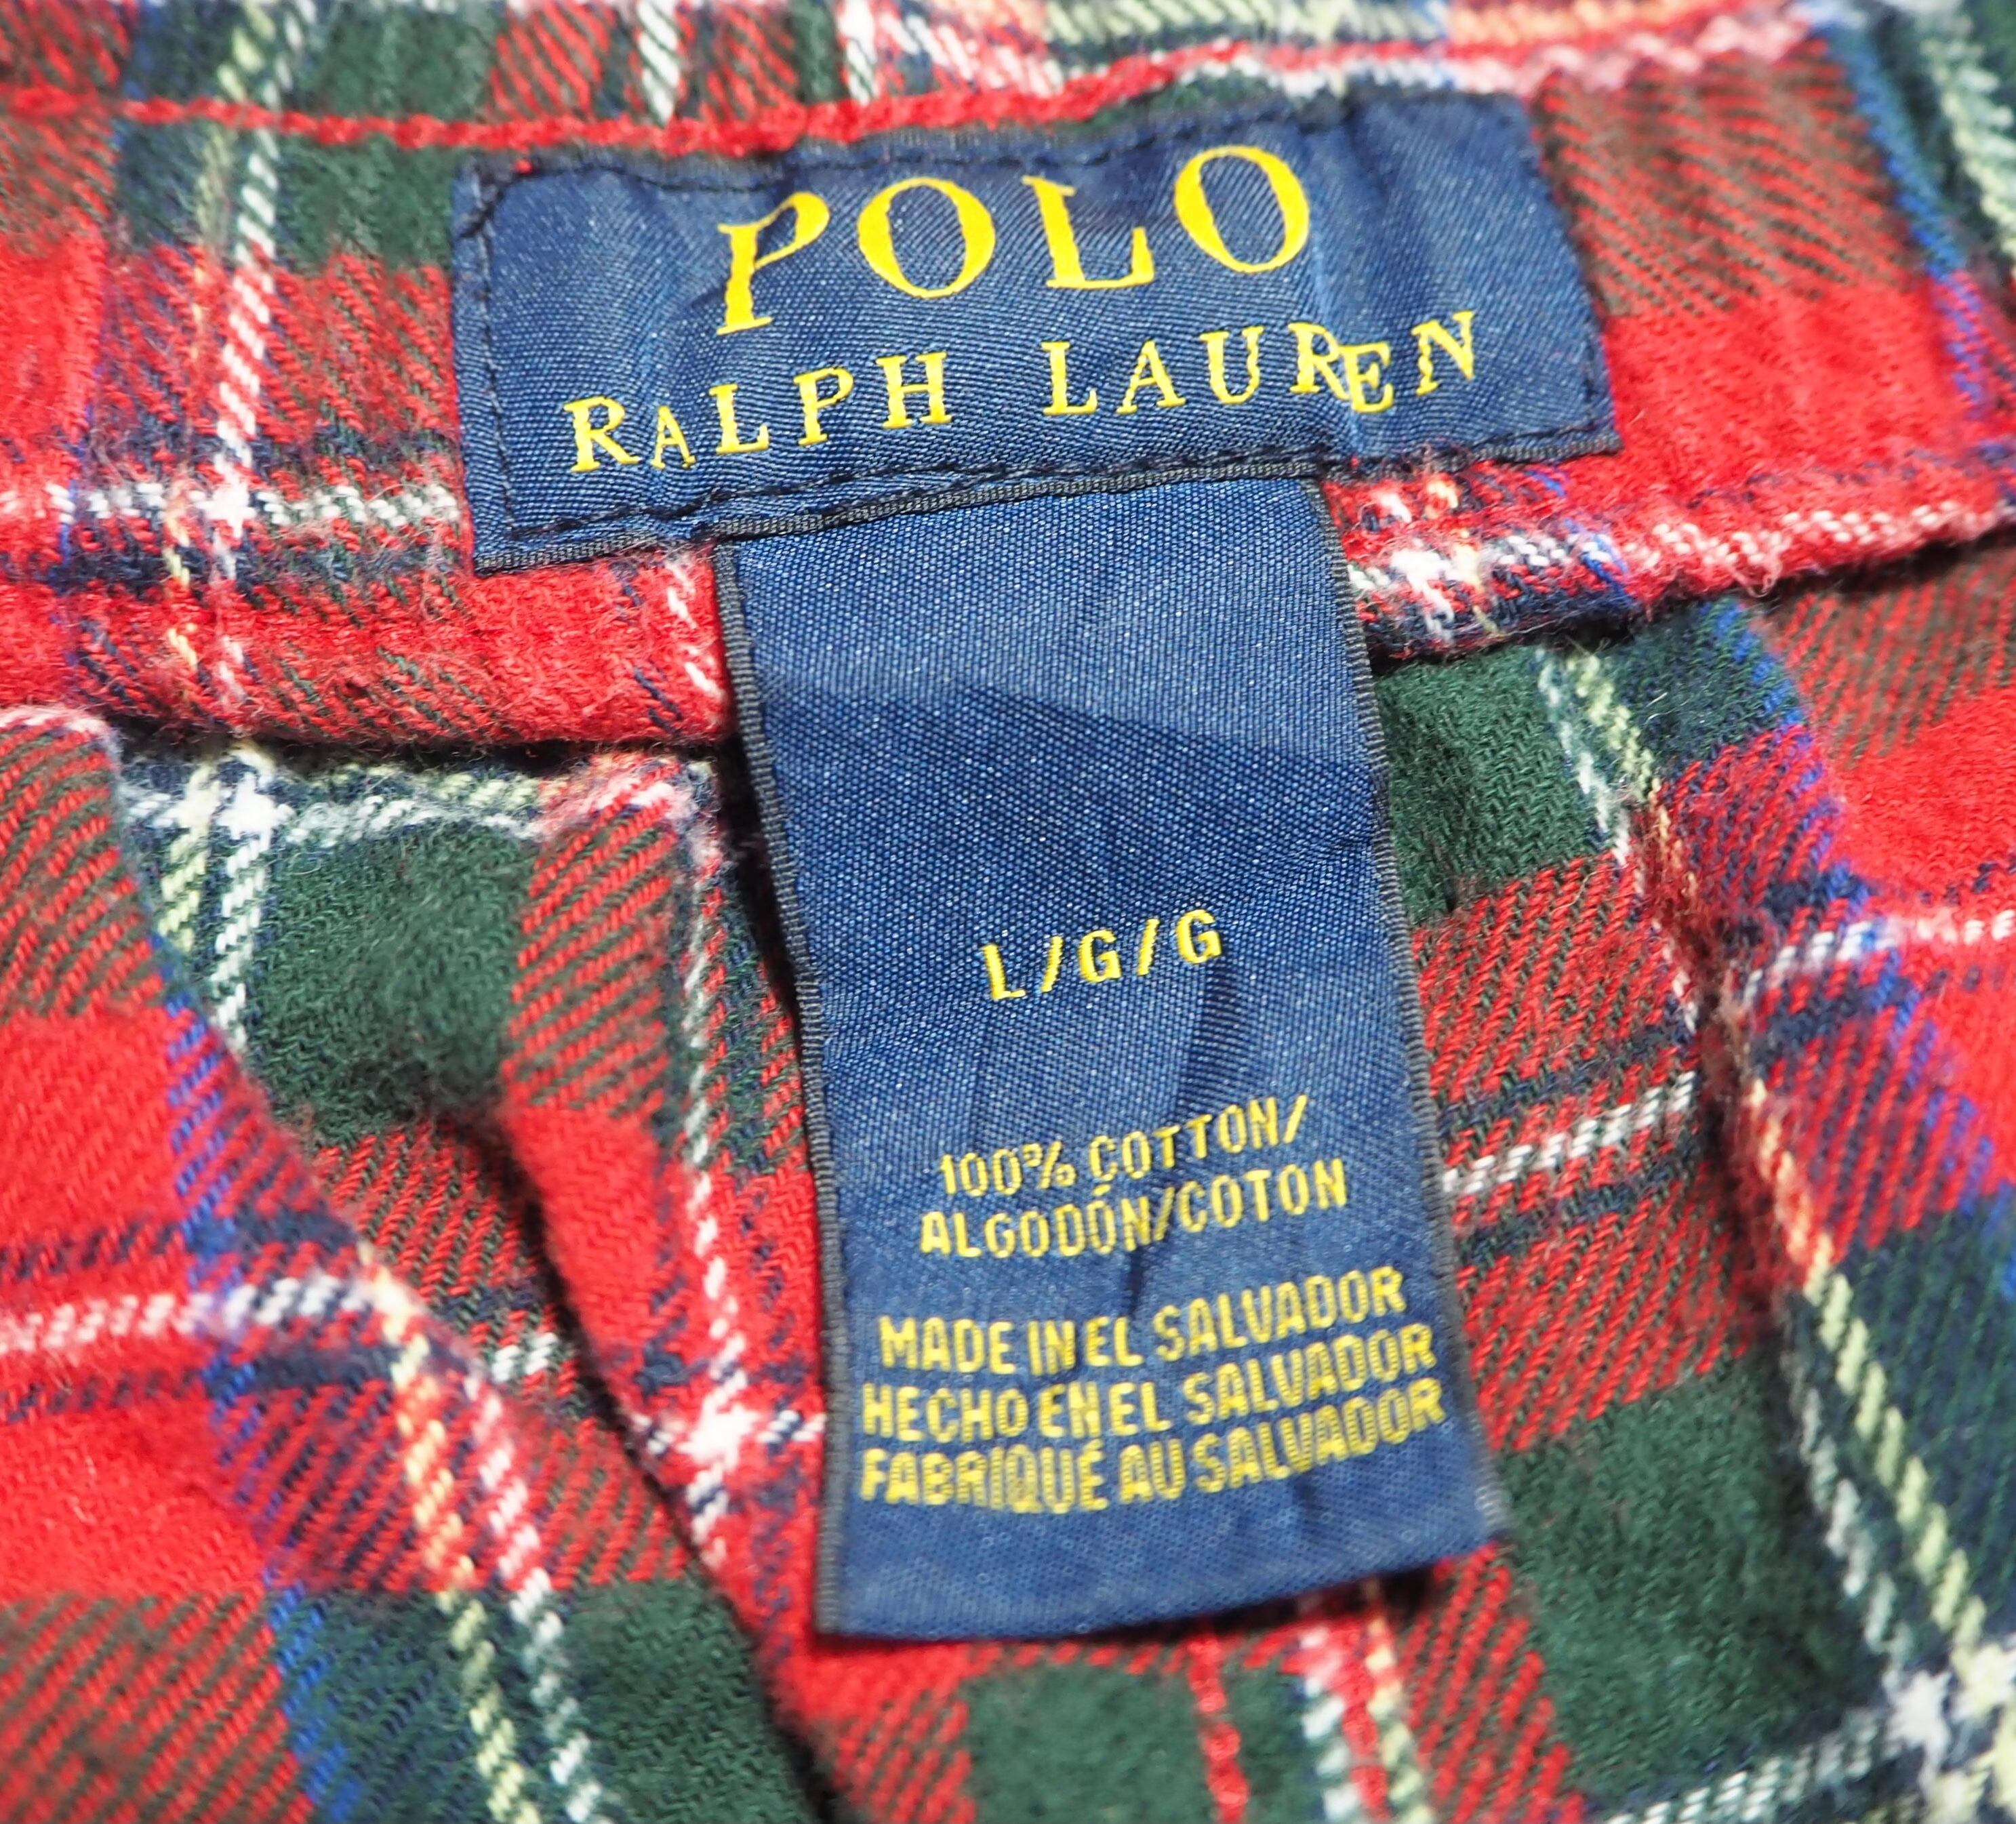 POLO
RALPH LAUREN
L/G/G
100% COTTON/
ALGODÓN/COTON
MADE IN EL SALVADOR
HECHO EN EL SALVADOR
FABRIQUÉ AU SALVADOR